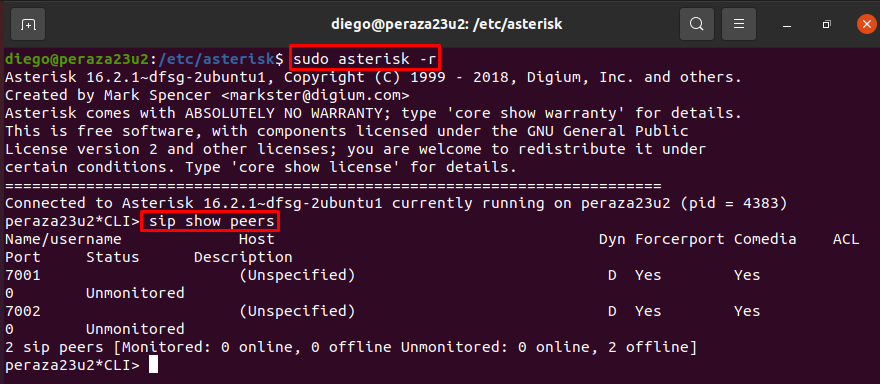 diego@peraza23u2: /etc/asterisk
diego@peraza23u2:/etc/asterisk$ sudo asterisk -r
Asterisk 16.2.1~dfsg-2ubuntu1, Copyright (C) 1999 - 2018, Digium, Inc. and others.
Created by Mark Spencer <markster@digium.com>
Asterisk comes with ABSOLUTELY NO WARRANTY; type 'core show warranty' for details.
This is free software, with components licensed under the GNU General Public
License version 2 and other licenses; you are welcome to redistribute it under
certain conditions. Type 'core show license' for details.
=========================================================================
Connected to Asterisk 16.2.1~dfsg-2ubuntu1 currently running on peraza23u2 (pid = 4383)
peraza23u2*CLI> sip show peers
Name/username             Host                                    Dyn Forcerport Comedia    ACL
Port     Status      Description
7001                      (Unspecified)                            D  Yes        Yes
0        Unmonitored
7002                      (Unspecified)                            D  Yes        Yes
0        Unmonitored
2 sip peers [Monitored: 0 online, 0 offline Unmonitored: 0 online, 2 offline]
peraza23u2*CLI>